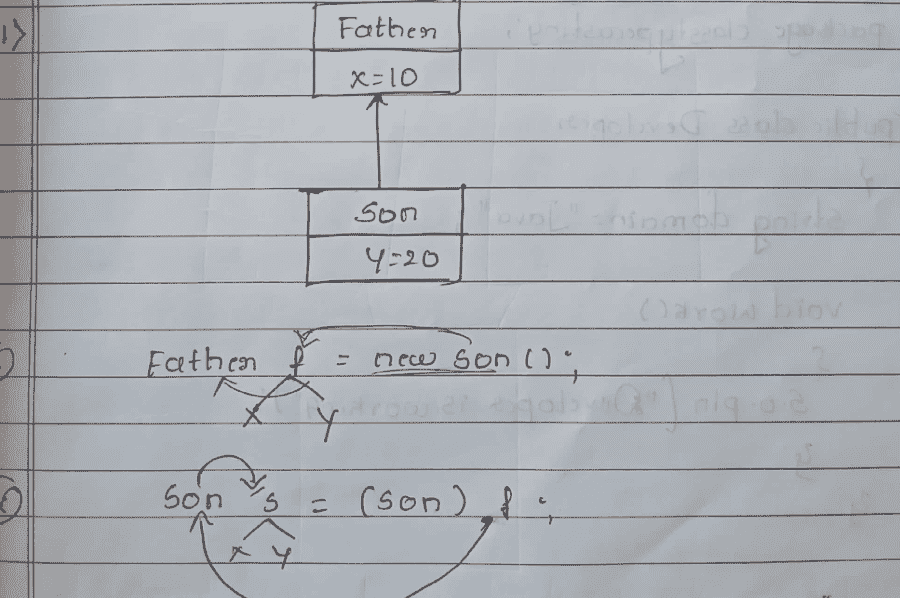 1>
Father
x=10
Son
y=20
Father f = new Son();
x y
Son s = (Son) f;
x y